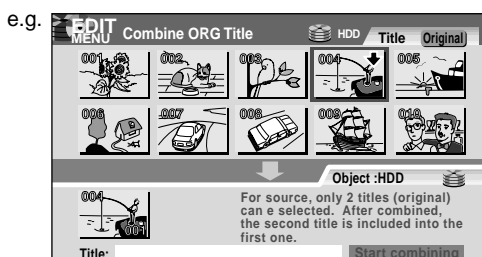 e.g.
EDIT
MENU
Combine ORG Title
HDD
Title
Original
001
002
003
004
005
006
007
008
009
010
Object :HDD
004
001
For source, only 2 titles (original)
can e selected. After combined,
the second title is included into the
first one.
Title:
Start combining